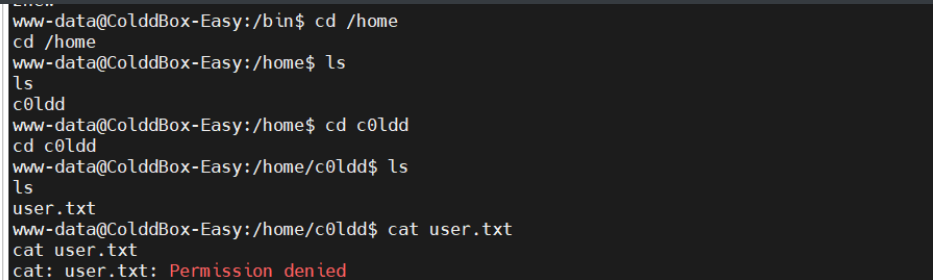 www-data@ColddBox-Easy:/bin$ cd /home
cd /home
www-data@ColddBox-Easy:/home$ ls
ls
c0ldd
www-data@ColddBox-Easy:/home$ cd c0ldd
cd c0ldd
www-data@ColddBox-Easy:/home/c0ldd$ ls
ls
user.txt
www-data@ColddBox-Easy:/home/c0ldd$ cat user.txt
cat user.txt
cat: user.txt: Permission denied